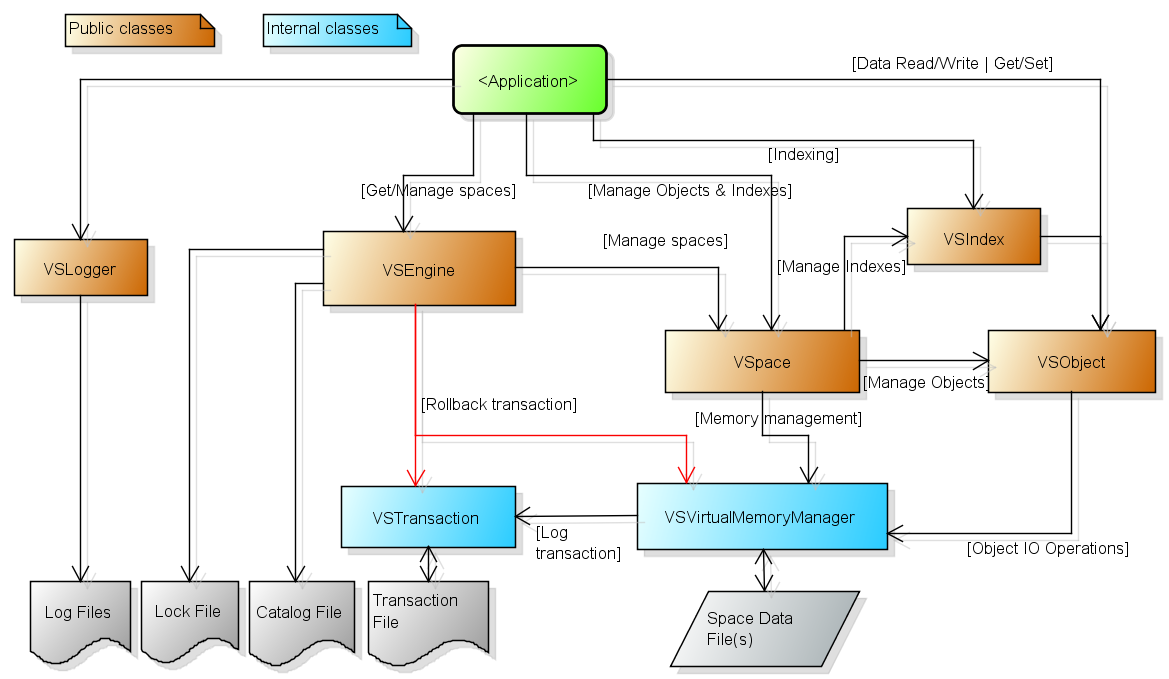 Public classes
Internal classes
<Application>
[Data Read/Write | Get/Set]
[Indexing]
[Get/Manage spaces]
[Manage Objects & Indexes]
[Manage spaces]
VSIndex
VSLogger
VSEngine
[Manage Indexes]
VSpace
VSObject
[Manage Objects]
[Rollback transaction]
[Memory management]
VSTransaction
VSVirtualMemoryManager
[Log
transaction]
[Object IO Operations]
Log Files
Lock File
Catalog File
Transaction
File
Space Data
File(s)